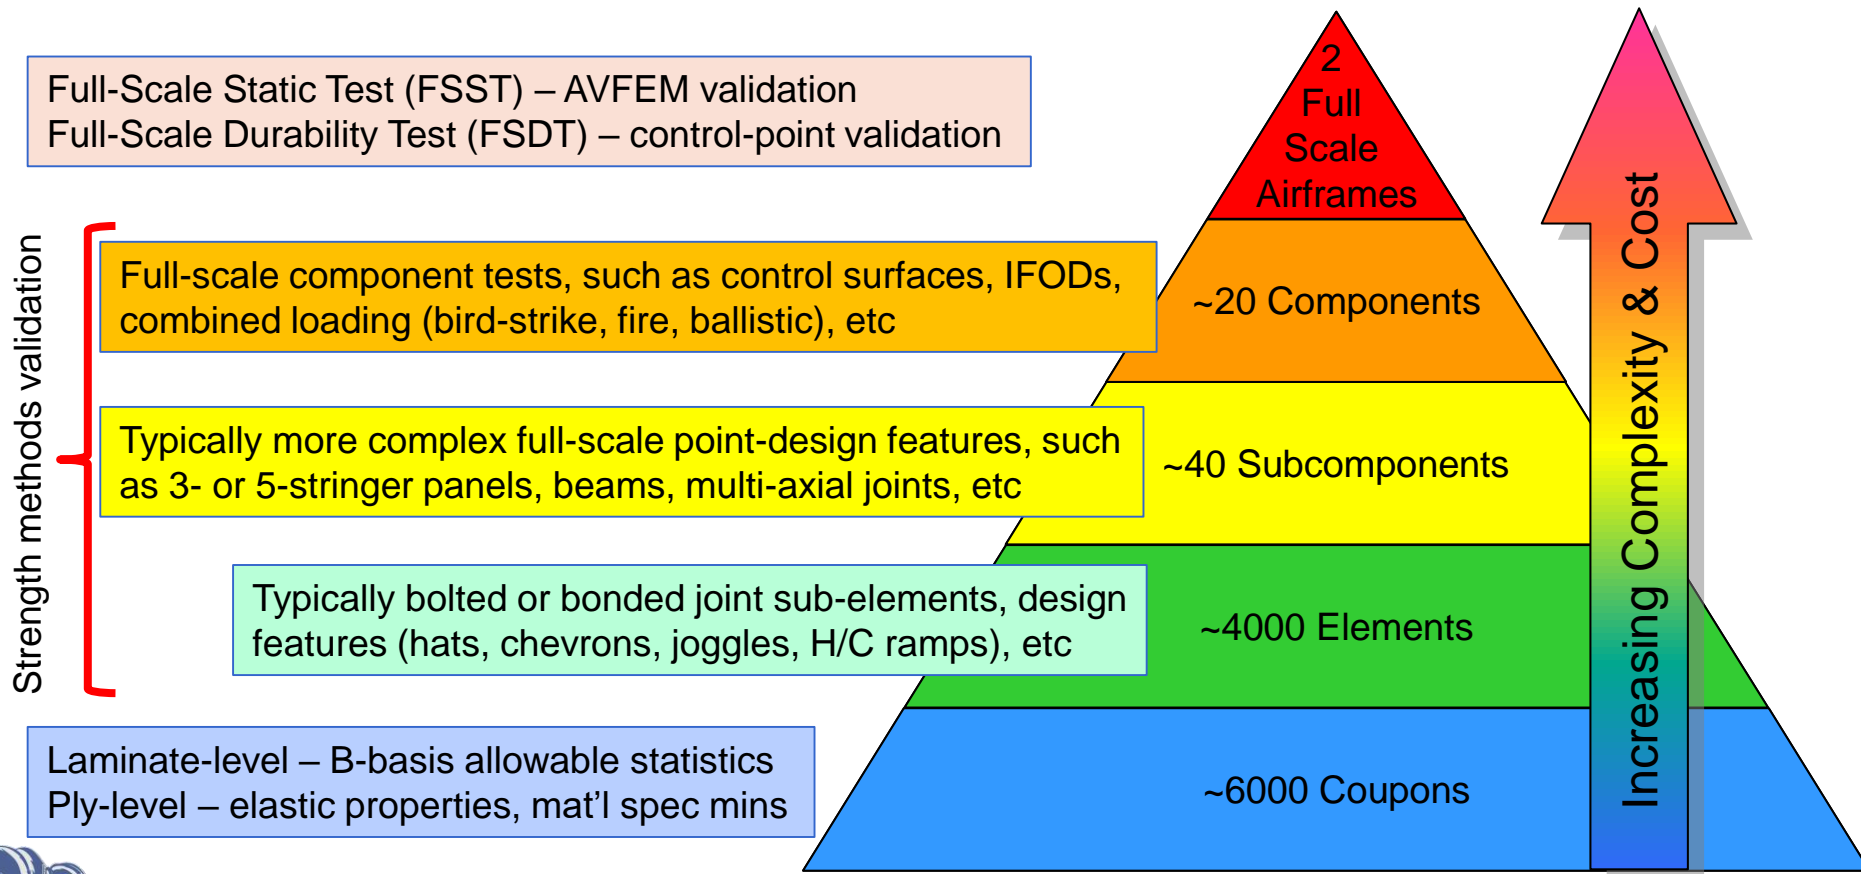 Full-Scale Static Test (FSST) – AVFEM validation
Full-Scale Durability Test (FSDT) – control-point validation
2
Full
Scale
Airframes
Strength methods validation
Full-scale component tests, such as control surfaces, IFODs,
combined loading (bird-strike, fire, ballistic), etc
~20 Components
Typically more complex full-scale point-design features, such
as 3- or 5-stringer panels, beams, multi-axial joints, etc
~40 Subcomponents
Typically bolted or bonded joint sub-elements, design
features (hats, chevrons, joggles, H/C ramps), etc
~4000 Elements
Laminate-level – B-basis allowable statistics
Ply-level – elastic properties, mat’l spec mins
~6000 Coupons
Increasing Complexity & Cost